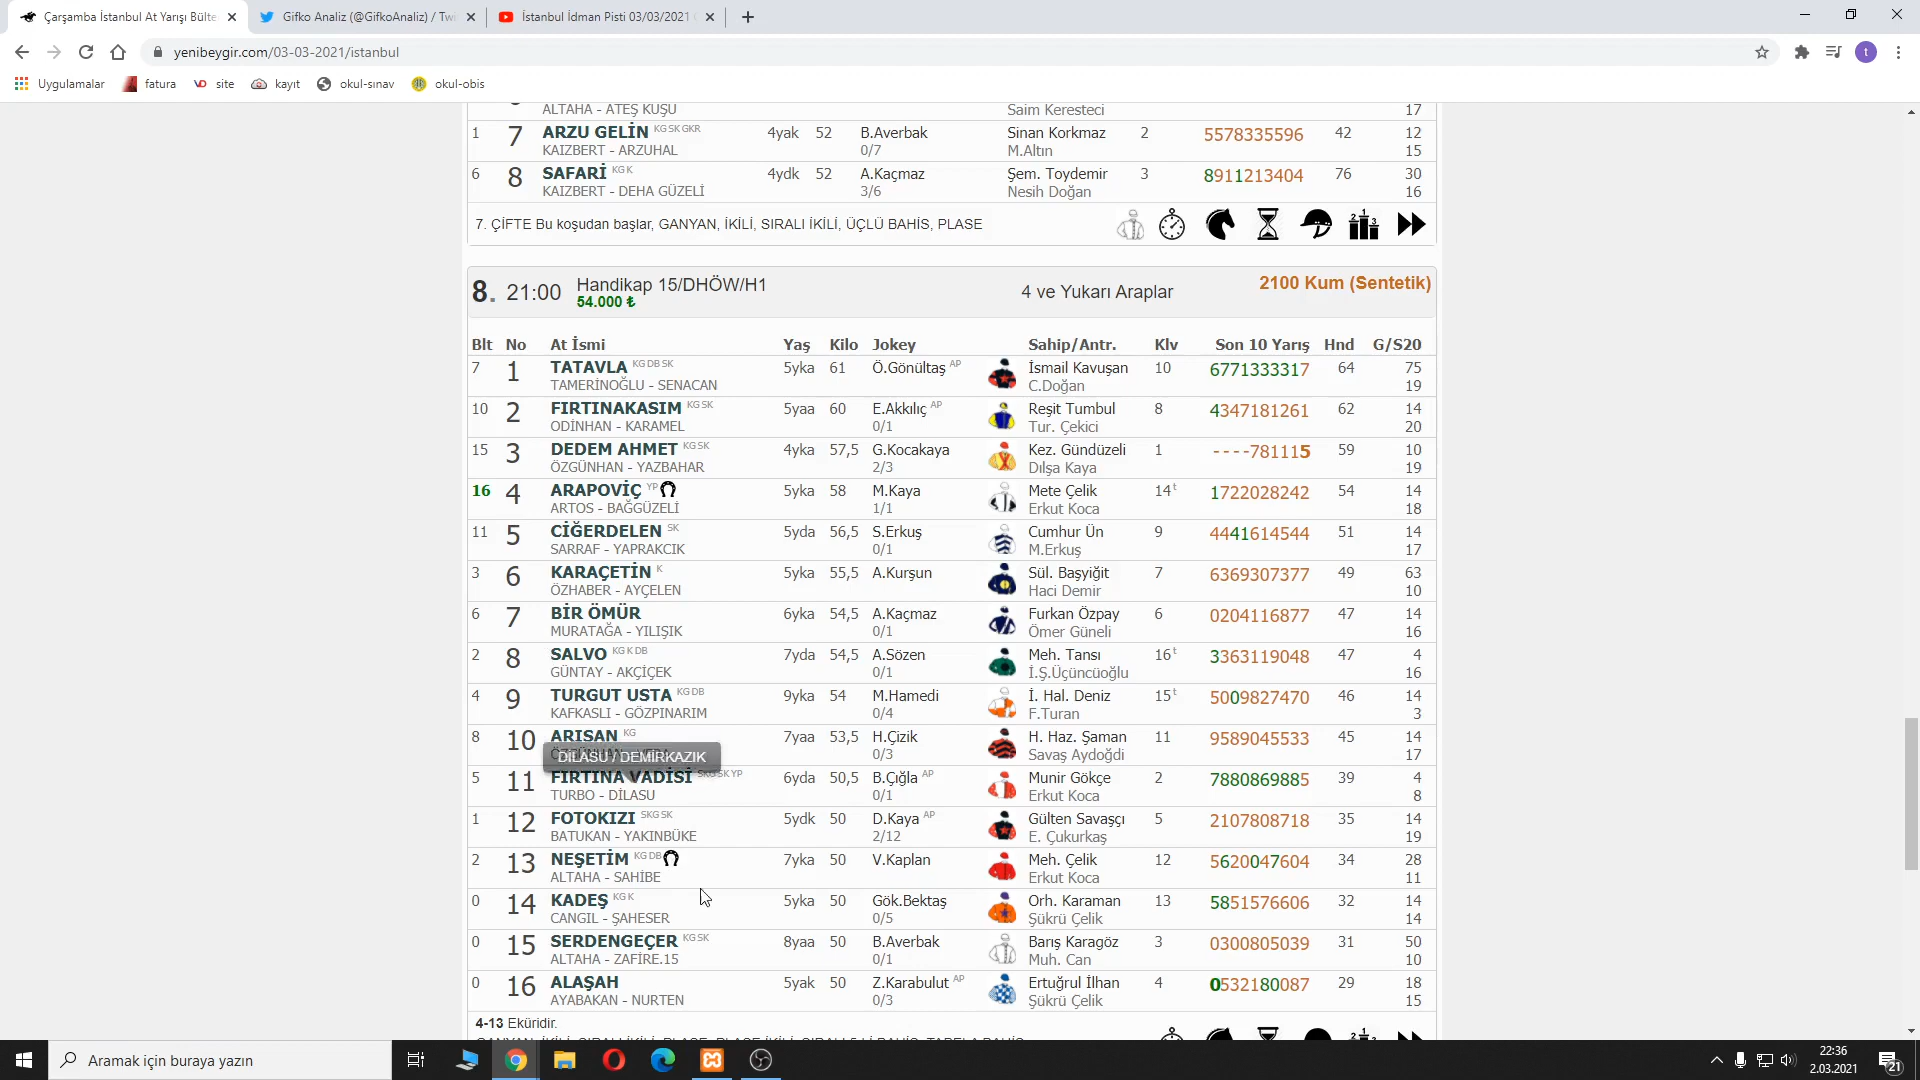 Çarşamba İstanbul At Yarışı Bülte
Gifko Analiz (@GifkoAnaliz) / Twi
İstanbul İdman Pisti 03/03/2021
yenibeygir.com/03-03-2021/istanbul
t
Uygulamalar fatura site kayıt okul-sınav okul-obis
ALTAHA - ATEŞ KUŞU Saim Keresteci 17
1 7 ARZU GELİN KG SK GKR 4yak 52 B.Averbak Sinan Korkmaz 2 5578335596 42 12
KAIZBERT - ARZUHAL 0/7 M.Altın 15
6 8 SAFARİ KG K 4ydk 52 A.Kaçmaz Şem. Toydemir 3 8911213404 76 30
KAIZBERT - DEHA GÜZELİ 3/6 Nesih Doğan 16
7. ÇİFTE Bu koşudan başlar, GANYAN, İKİLİ, SIRALI İKİLİ, ÜÇLÜ BAHİS, PLASE
8. 21:00 Handikap 15/DHÖW/H1 4 ve Yukarı Araplar 2100 Kum (Sentetik)
54.000 ₺
Blt No At İsmi Yaş Kilo Jokey Sahip/Antr. Klv Son 10 Yarış Hnd G/S20
7 1 TATAVLA KG DB SK 5yka 61 Ö.Gönültaş AP İsmail Kavuşan 10 6771333317 64 75
TAMERİNOĞLU - SENACAN C.Doğan 19
10 2 FIRTINAKASIM KG SK 5yaa 60 E.Akkılıç AP Reşit Tumbul 8 4347181261 62 14
ODİNHAN - KARAMEL 0/1 Tur. Çekici 20
15 3 DEDEM AHMET KG SK 4yka 57,5 G.Kocakaya Kez. Gündüzeli 1 ----781115 59 10
ÖZGÜNHAN - YAZBAHAR 2/3 Dılşa Kaya 19
16 4 ARAPOVİÇ YP 5yka 58 M.Kaya Mete Çelik 14t 1722028242 54 14
ARTOS - BAĞGÜZELİ 1/1 Erkut Koca 18
11 5 CİĞERDELEN SK 5yda 56,5 S.Erkuş Cumhur Ün 9 4441614544 51 14
SARRAF - YAPRAKCIK 0/1 M.Erkuş 17
3 6 KARAÇETİN K 5yka 55,5 A.Kurşun Sül. Başyiğit 7 6369307377 49 63
ÖZHABER - AYÇELEN Haci Demir 10
6 7 BİR ÖMÜR 6yka 54,5 A.Kaçmaz Furkan Özpay 6 0204116877 47 14
MURATAĞA - YILIŞIK 0/1 Ömer Güneli 16
2 8 SALVO KG K DB 7yda 54,5 A.Sözen Meh. Tansı 16t 3363119048 47 4
GÜNTAY - AKÇİÇEK 0/1 İ.Ş.Üçüncüoğlu 16
4 9 TURGUT USTA KG DB 9yka 54 M.Hamedi İ. Hal. Deniz 15t 5009827470 46 14
KAFKASLI - GÖZPINARIM 0/4 F.Turan 3
8 10 ARISAN KG 7yaa 53,5 H.Çizik H. Haz. Şaman 11 9589045533 45 14
DİLASU / DEMİRKAZIK 0/3 Savaş Aydoğdi 17
5 11 FIRTINA VADİSİ SKG SK YP 6yda 50,5 B.Çığla AP Munir Gökçe 2 7880869885 39 4
TURBO - DİLASU 0/1 Erkut Koca 8
1 12 FOTOKIZI SKG SK 5ydk 50 D.Kaya AP Gülten Savaşçı 5 2107808718 35 14
BATUKAN - YAKINBÜKE 2/12 E. Çukurkaş 19
2 13 NEŞETİM KG DB 7yka 50 V.Kaplan Meh. Çelik 12 5620047604 34 28
ALTAHA - SAHİBE Erkut Koca 11
0 14 KADEŞ KG K 5yka 50 Gök.Bektaş Orh. Karaman 13 5851576606 32 14
CANGIL - ŞAHESER 0/5 Şükrü Çelik 14
0 15 SERDENGEÇER KG SK 8yaa 50 B.Averbak Barış Karagöz 3 0300805039 31 50
ALTAHA - ZAFİRE.15 0/1 Muh. Can 10
0 16 ALAŞAH 5yak 50 Z.Karabulut AP Ertuğrul İlhan 4 0532180087 29 18
AYABAKAN - NURTEN 0/3 Şükrü Çelik 15
4-13 Eküridir.
Aramak için buraya yazın
22:36
2.03.2021
21